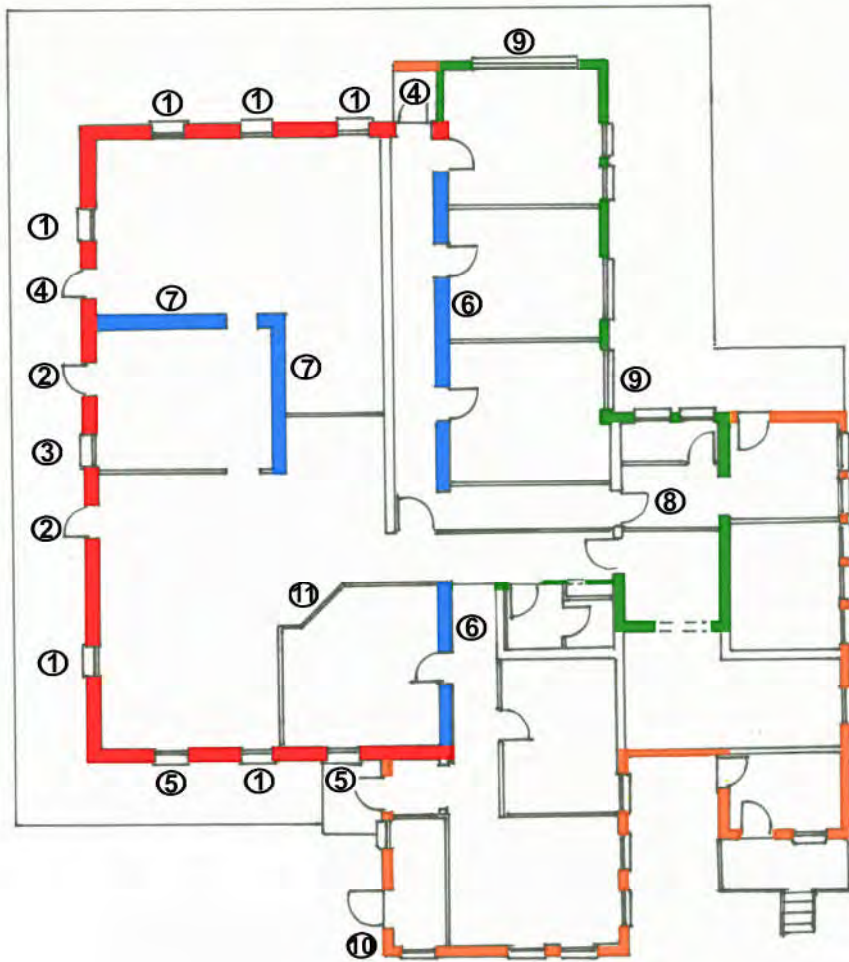 ⑨
① ① ① ④
①
④ ⑦ ⑥
② ⑦ ⑨
③
② ⑧
⑪ ⑥
①
⑤ ① ⑤
⑩